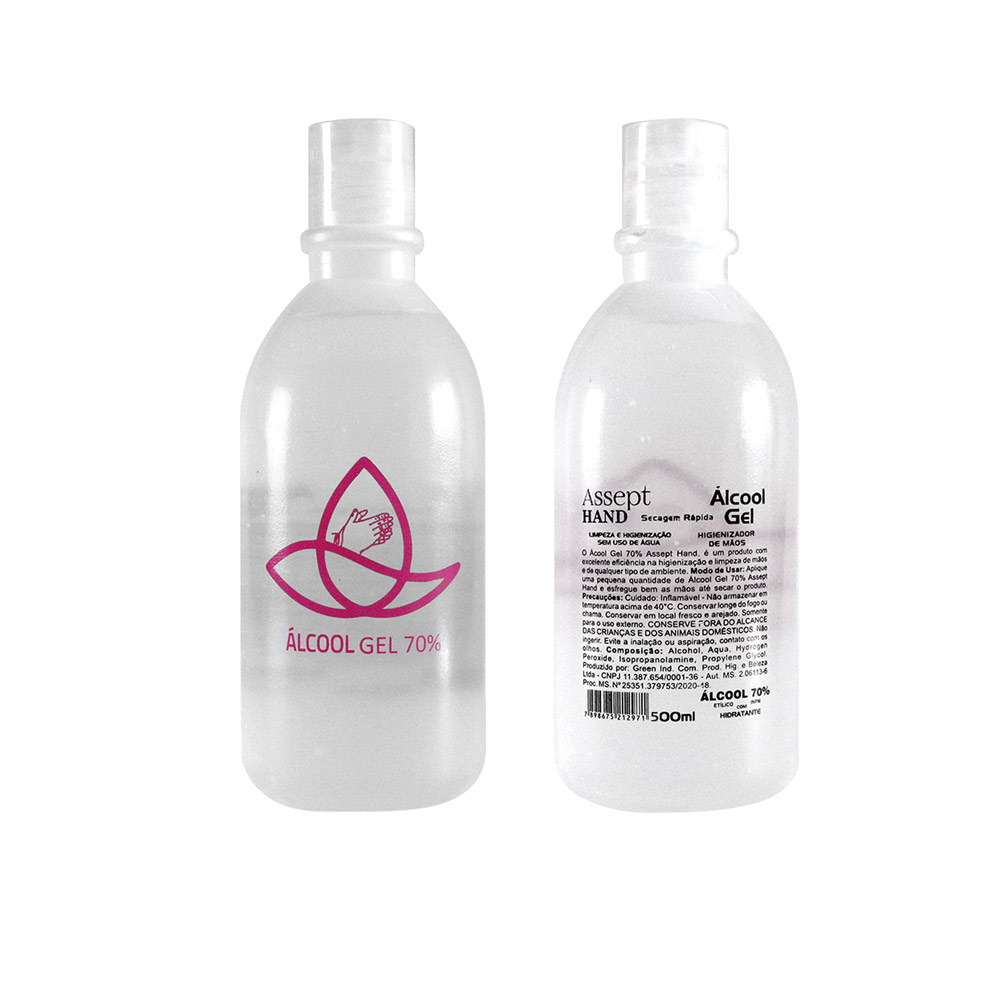 ÁLCOOL GEL 70%
Assept
HAND
Secagem Rápida
Álcool
Gel
LIMPEZA E HIGIENIZAÇÃO
SEM USO DE ÁGUA
HIGIENIZADOR
DE MÃOS
O Álcool Gel 70% Assept Hand, é um produto com
excelente eficiência na higienização e limpeza de mãos
e de qualquer tipo de ambiente. Modo de Usar: Aplique
uma pequena quantidade de Álcool Gel 70% Assept
Hand e esfregue bem as mãos até secar o produto.
Precauções: Cuidado: Inflamável - Não armazenar em
temperatura acima de 40°C. Conservar longe do fogo ou
chama. Conservar em local fresco e arejado. Somente
para o uso externo. CONSERVE FORA DO ALCANCE
DAS CRIANÇAS E DOS ANIMAIS DOMÉSTICOS. Não
ingerir. Evite a inalação ou aspiração, contato com os
olhos. Composição: Alcohol, Aqua, Hydrogen
Peroxide, Isopropanolamine, Propylene Glycol.
Produzido por: Green Ind. Com. Prod. Hig. e Beleza
Ltda - CNPJ 11.387.654/0001-36 - Aut. MS. 2.06113-6
Proc. MS. Nº 25351.379753/2020-18.
7 898675 212971
500ml
ÁLCOOL 70%
ETÍLICO COM
HIDRATANTE